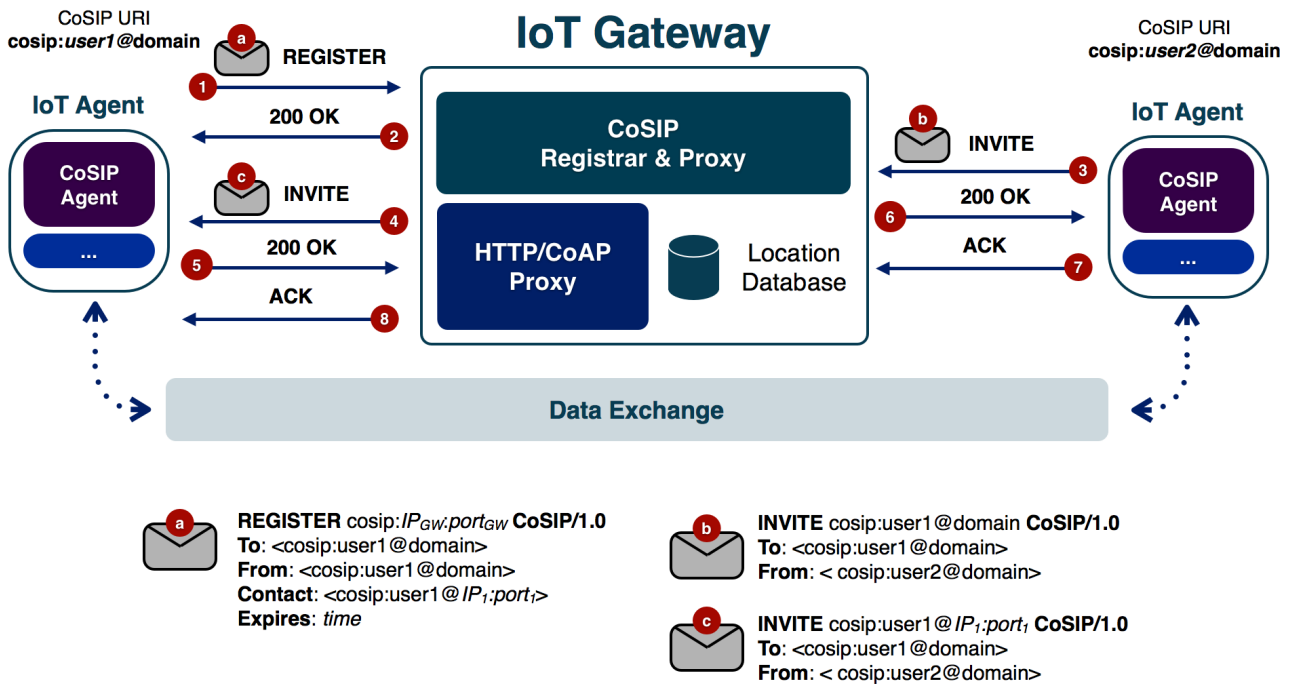 CoSIP URI
cosip:user1@domain
IoT Agent
CoSIP
Agent
...
a
REGISTER
1
200 OK
2
c
INVITE
4
200 OK
5
ACK
8
IoT Gateway
CoSIP
Registrar & Proxy
HTTP/CoAP
Proxy
Location
Database
b
INVITE
3
200 OK
6
ACK
7
CoSIP URI
cosip:user2@domain
IoT Agent
CoSIP
Agent
...
Data Exchange
a
REGISTER cosip:IPGW:portGW CoSIP/1.0
To: <cosip:user1@domain>
From: <cosip:user1@domain>
Contact: <cosip:user1@IP1:port1>
Expires: time
b
INVITE cosip:user1@domain CoSIP/1.0
To: <cosip:user1@domain>
From: < cosip:user2@domain>
c
INVITE cosip:user1@IP1:port1 CoSIP/1.0
To: <cosip:user1@domain>
From: < cosip:user2@domain>